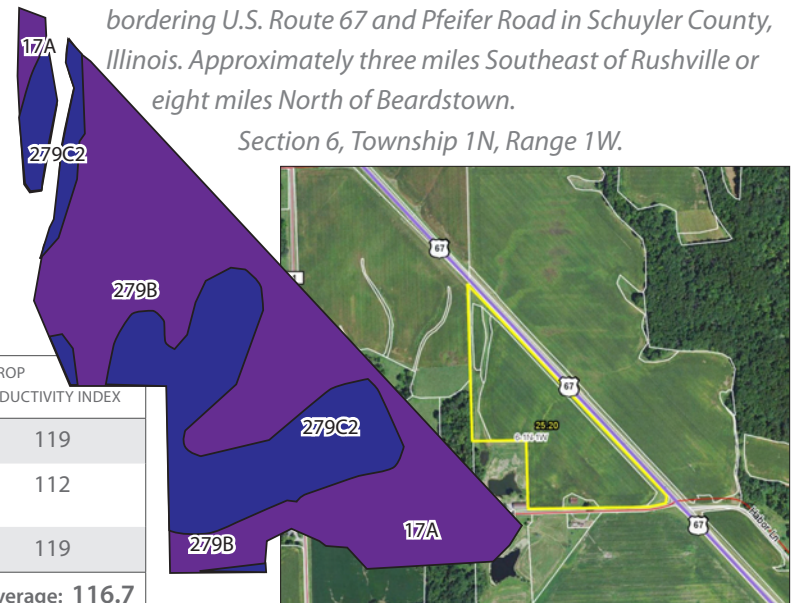 bordering U.S. Route 67 and Pfeifer Road in Schuyler County,
Illinois. Approximately three miles Southeast of Rushville or
eight miles North of Beardstown.
Section 6, Township 1N, Range 1W.
17A
279C2
279B
279C2
279B
17A
ROP
DUCTIVITY INDEX
119
112
119
verage: 116.7
67
67
25.20
67